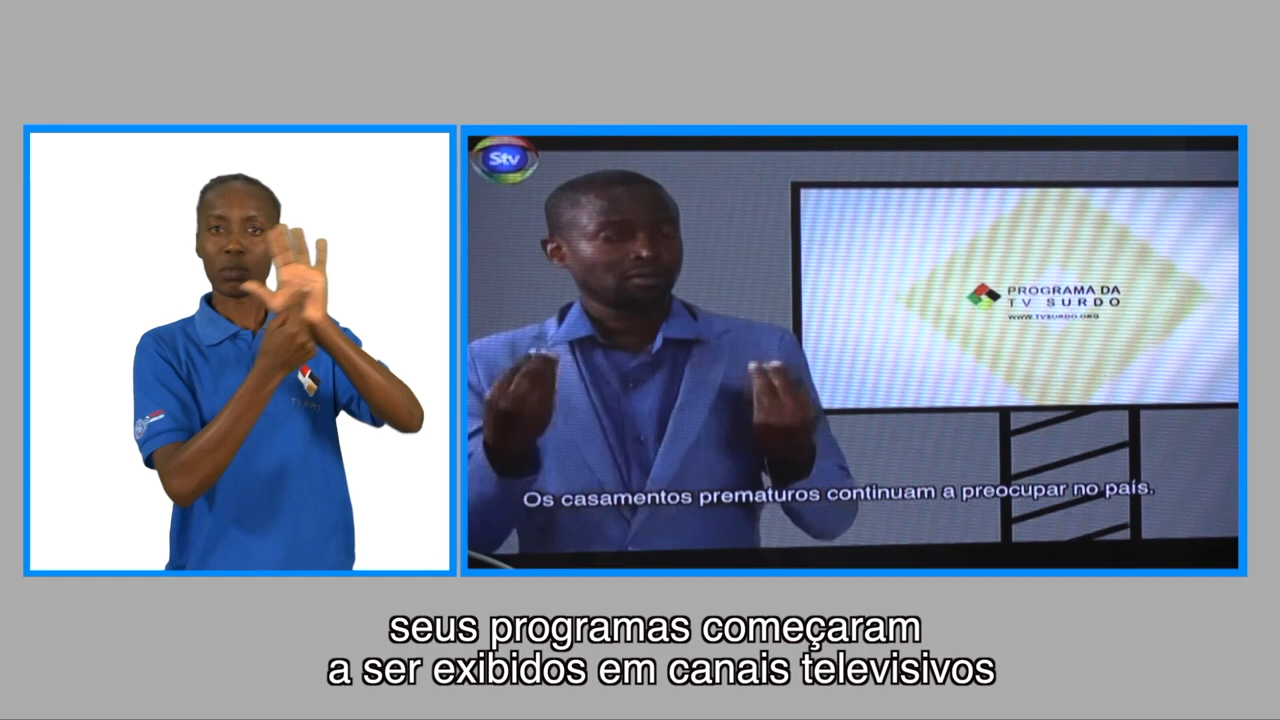 Stv
PROGRAMA DA
TV SURDO
WWW.TVSURDO.ORG
Os casamentos prematuros continuam a preocupar no país.
seus programas começaram
a ser exibidos em canais televisivos